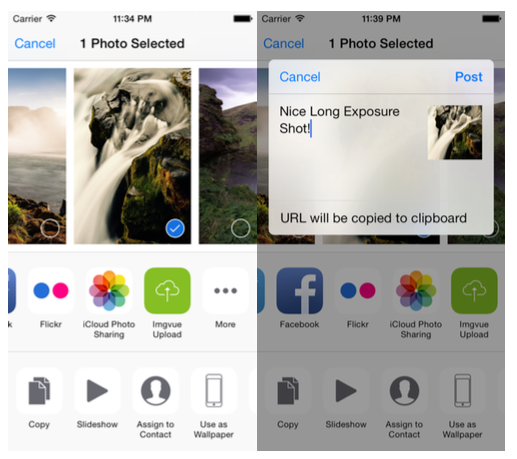 Carrier 11:34 PM
Cancel 1 Photo Selected
k Flickr iCloud Photo Sharing Imgvue Upload More
Copy Slideshow Assign to Contact Use as Wallpaper
Carrier 11:39 PM
Cancel 1 Photo Selected
Cancel Post
Nice Long Exposure
Shot!
URL will be copied to clipboard
Facebook Flickr iCloud Photo Sharing Imgvue Upload
Copy Slideshow Assign to Contact Use as Wallpaper